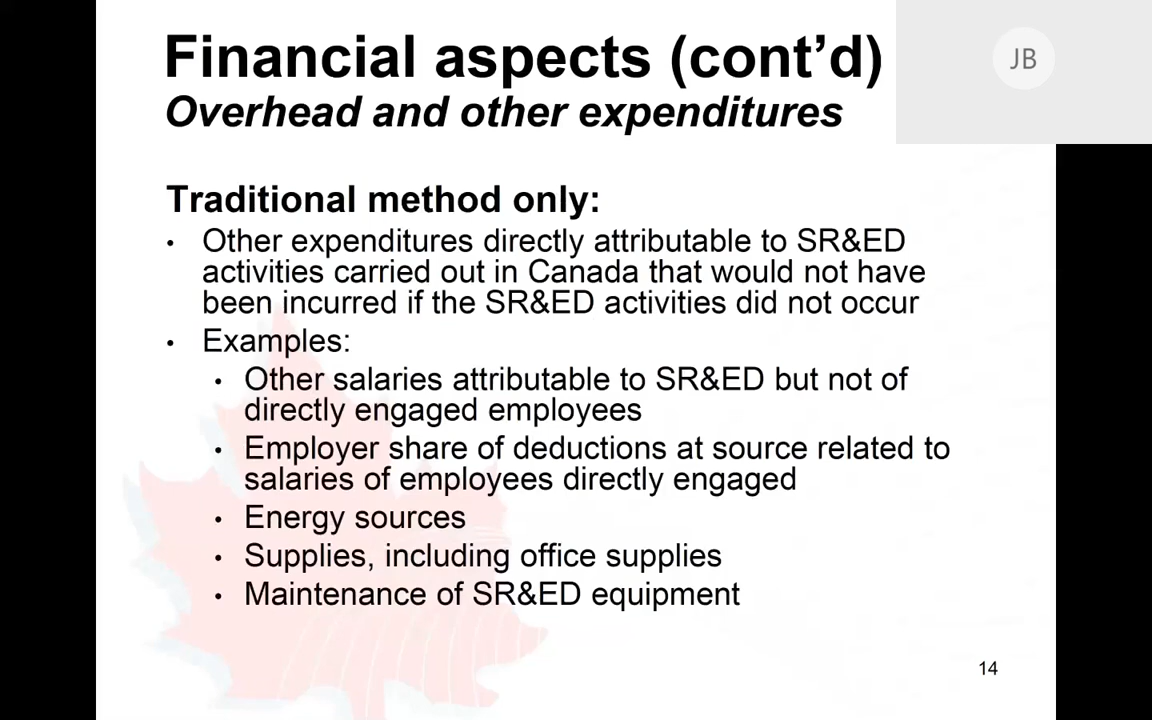 Financial aspects (cont’d)
JB
Overhead and other expenditures
Traditional method only:
• Other expenditures directly attributable to SR&ED
activities carried out in Canada that would not have
been incurred if the SR&ED activities did not occur
• Examples:
• Other salaries attributable to SR&ED but not of
directly engaged employees
• Employer share of deductions at source related to
salaries of employees directly engaged
• Energy sources
• Supplies, including office supplies
• Maintenance of SR&ED equipment
14